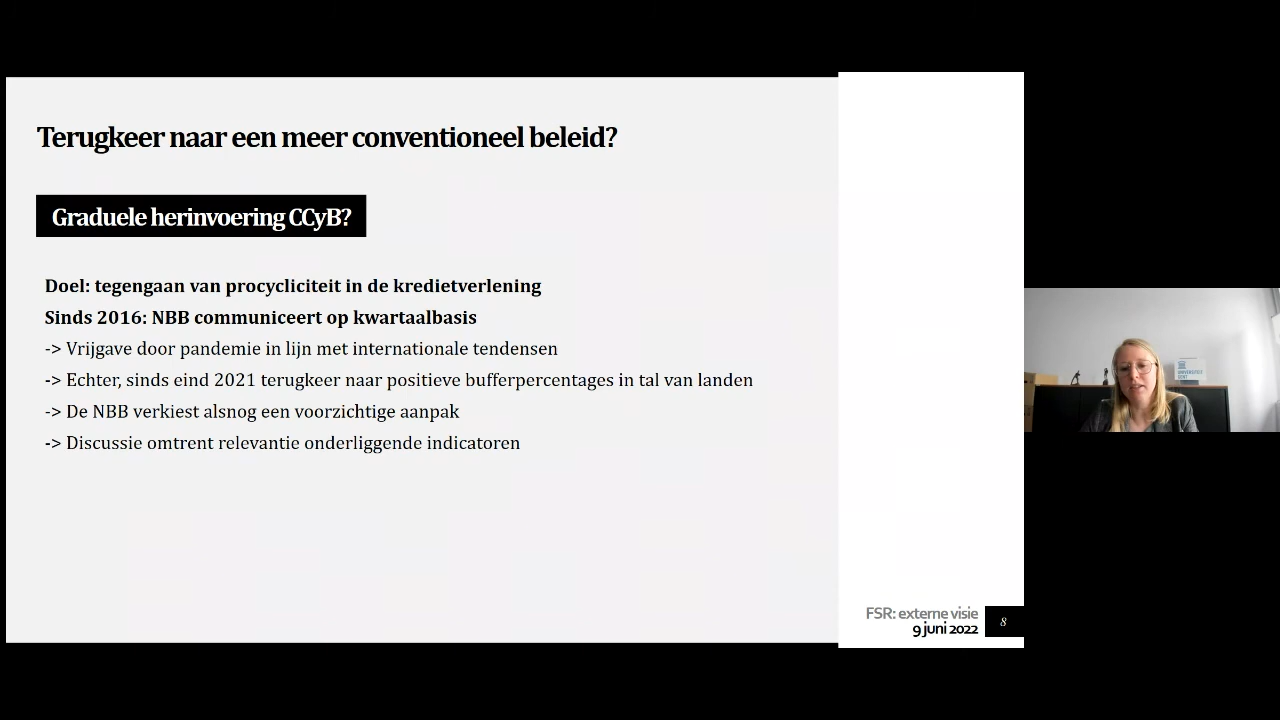 Terugkeer naar een meer conventioneel beleid?
Graduele herinvoering CCyB?
Doel: tegengaan van procycliciteit in de kredietverlening
Sinds 2016: NBB communiceert op kwartaalbasis
-> Vrijgave door pandemie in lijn met internationale tendensen
-> Echter, sinds eind 2021 terugkeer naar positieve bufferpercentages in tal van landen
-> De NBB verkiest alsnog een voorzichtige aanpak
-> Discussie omtrent relevantie onderliggende indicatoren
FSR: externe visie
9 juni 2022
8
UNIVERSITEIT
GENT